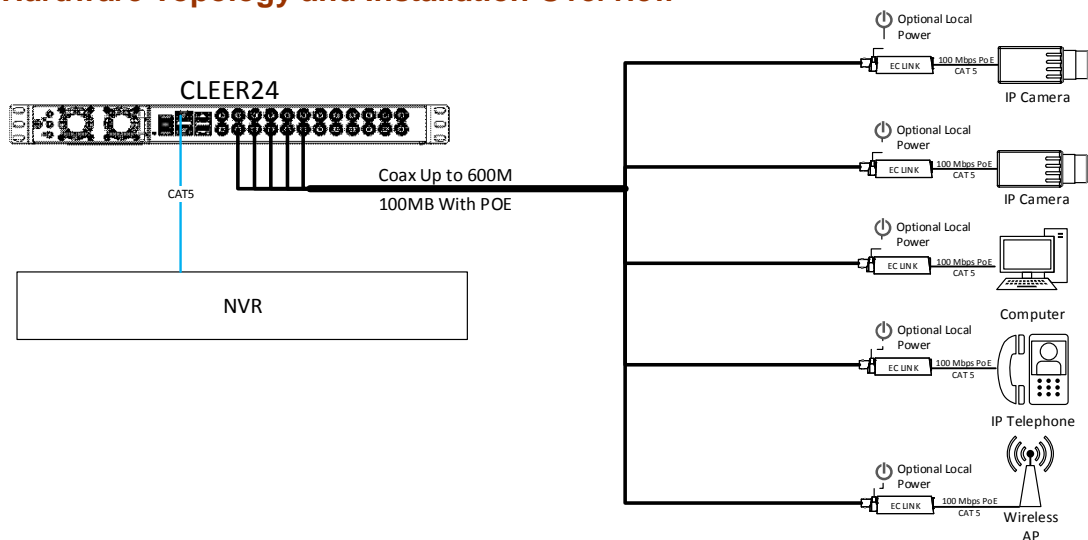 Hardware Topology and Installation Overview
Optional Local
Power
EC LINK
100 Mbps PoE
CAT 5
IP Camera
CLEER24
CAT5
Coax Up to 600M
100MB With POE
NVR
Optional Local
Power
EC LINK
100 Mbps PoE
CAT 5
IP Camera
Optional Local
Power
EC LINK
100 Mbps PoE
CAT 5
Computer
Optional Local
Power
EC LINK
100 Mbps PoE
CAT 5
IP Telephone
Optional Local
Power
EC LINK
100 Mbps PoE
CAT 5
Wireless
AP